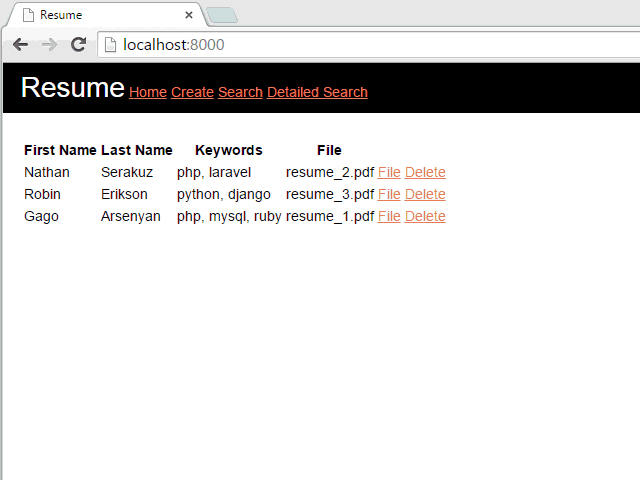 Resume
localhost:8000
Resume Home Create Search Detailed Search
First Name Last Name Keywords File
Nathan Serakuz php, laravel resume_2.pdf File Delete
Robin Erikson python, django resume_3.pdf File Delete
Gago Arsenyan php, mysql, ruby resume_1.pdf File Delete